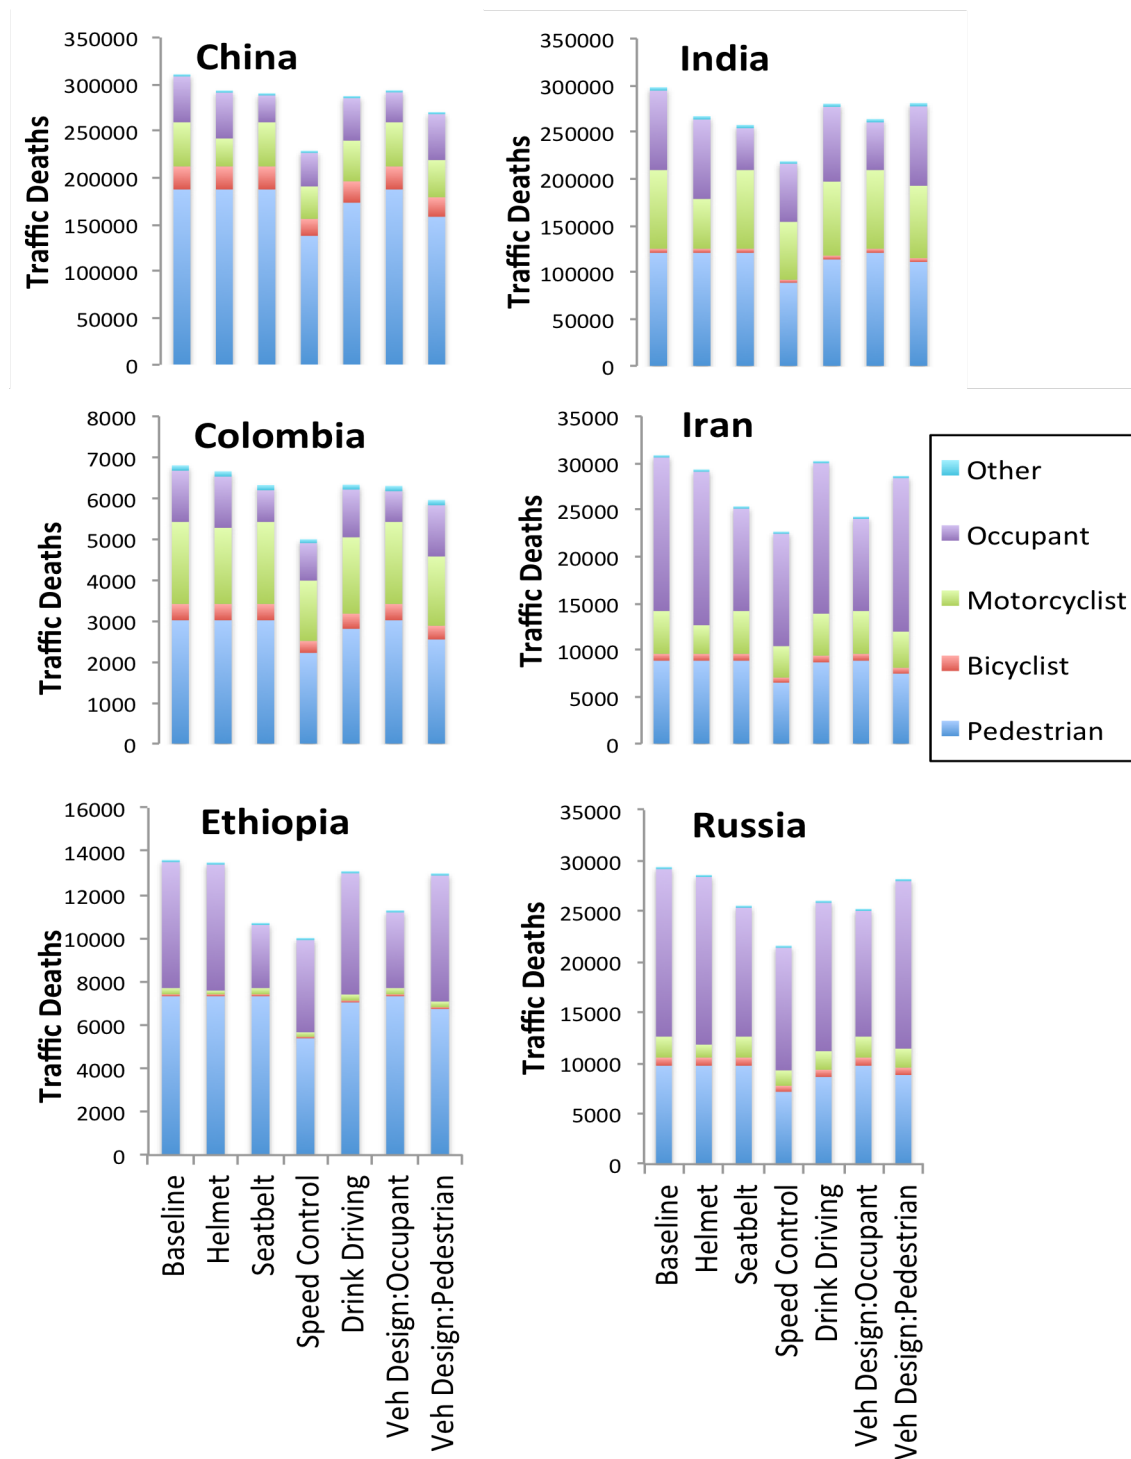 China
Traffic Deaths
350000
300000
250000
200000
150000
100000
50000
0
India
Traffic Deaths
350000
300000
250000
200000
150000
100000
50000
0
Colombia
Traffic Deaths
8000
7000
6000
5000
4000
3000
2000
1000
0
Iran
Traffic Deaths
35000
30000
25000
20000
15000
10000
5000
0
Other
Occupant
Motorcyclist
Bicyclist
Pedestrian
Ethiopia
Traffic Deaths
16000
14000
12000
10000
8000
6000
4000
2000
0
Baseline
Helmet
Seatbelt
Speed Control
Drink Driving
Veh Design:Occupant
Veh Design:Pedestrian
Russia
Traffic Deaths
35000
30000
25000
20000
15000
10000
5000
0
Baseline
Helmet
Seatbelt
Speed Control
Drink Driving
Veh Design:Occupant
Veh Design:Pedestrian